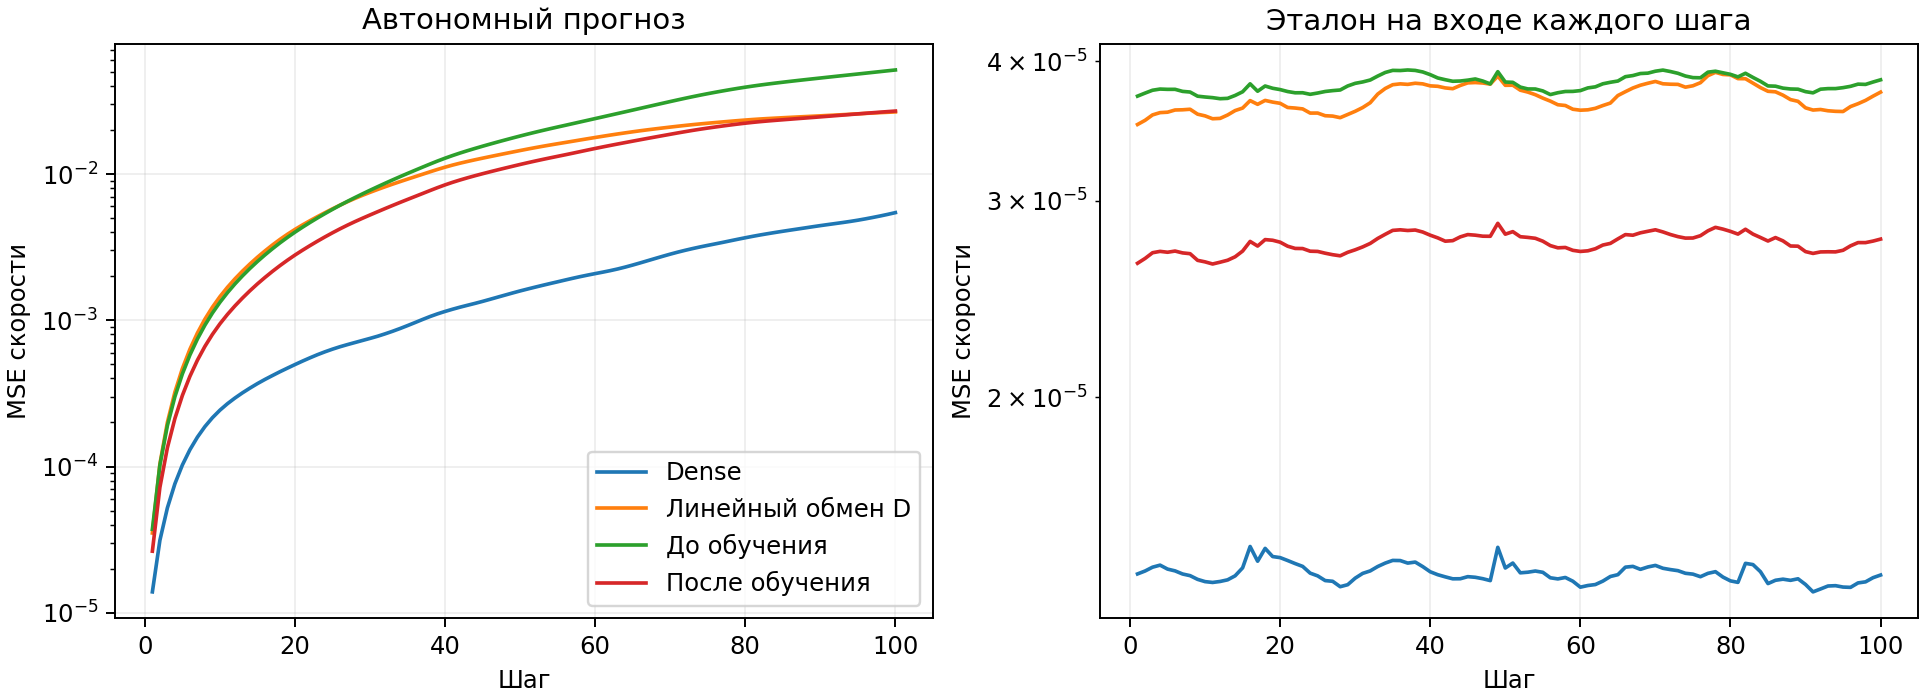 Автономный прогноз
MSE скорости
10⁻²
10⁻³
10⁻⁴
10⁻⁵
0 20 40 60 80 100
Шаг
Dense
Линейный обмен D
До обучения
После обучения
Эталон на входе каждого шага
MSE скорости
4 × 10⁻⁵
3 × 10⁻⁵
2 × 10⁻⁵
0 20 40 60 80 100
Шаг